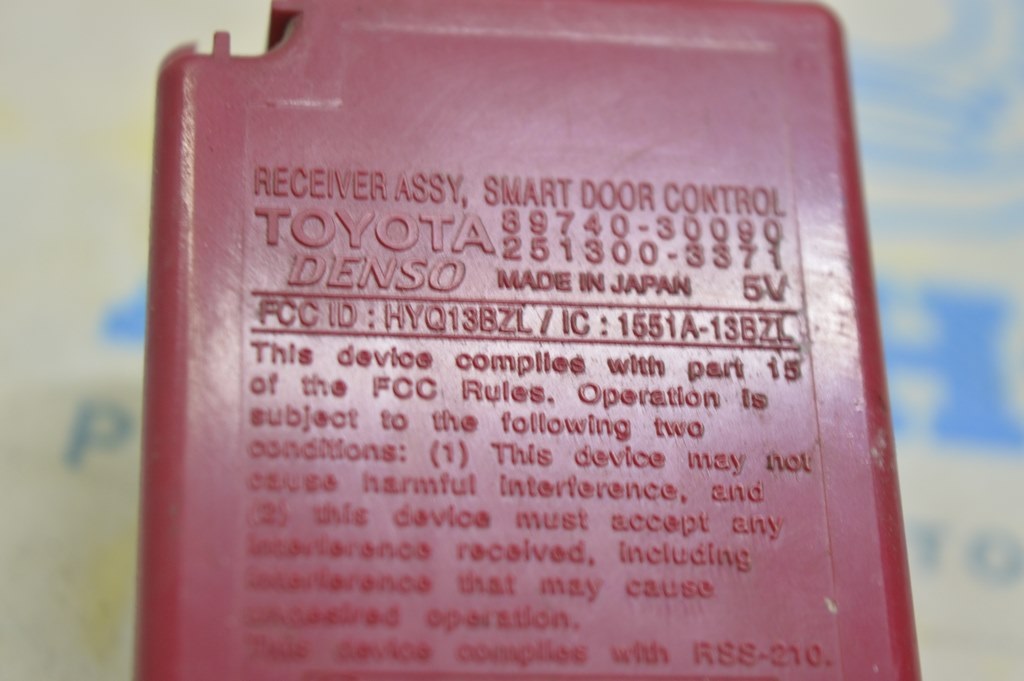 RECEIVER ASSY, SMART DOOR CONTROL
TOYOTA 89740-30090
251300-3371
DENSO MADE IN JAPAN 5V
FCC ID : HYQ13BZL / IC : 1551A-13BZL
This device complies with part 15
of the FCC Rules. Operation is
subject to the following two
conditions: (1) This device may not
cause harmful interference, and
(2) this device must accept any
interference received, including
interference that may cause
undesired operation.
This device complies with RSS-210.